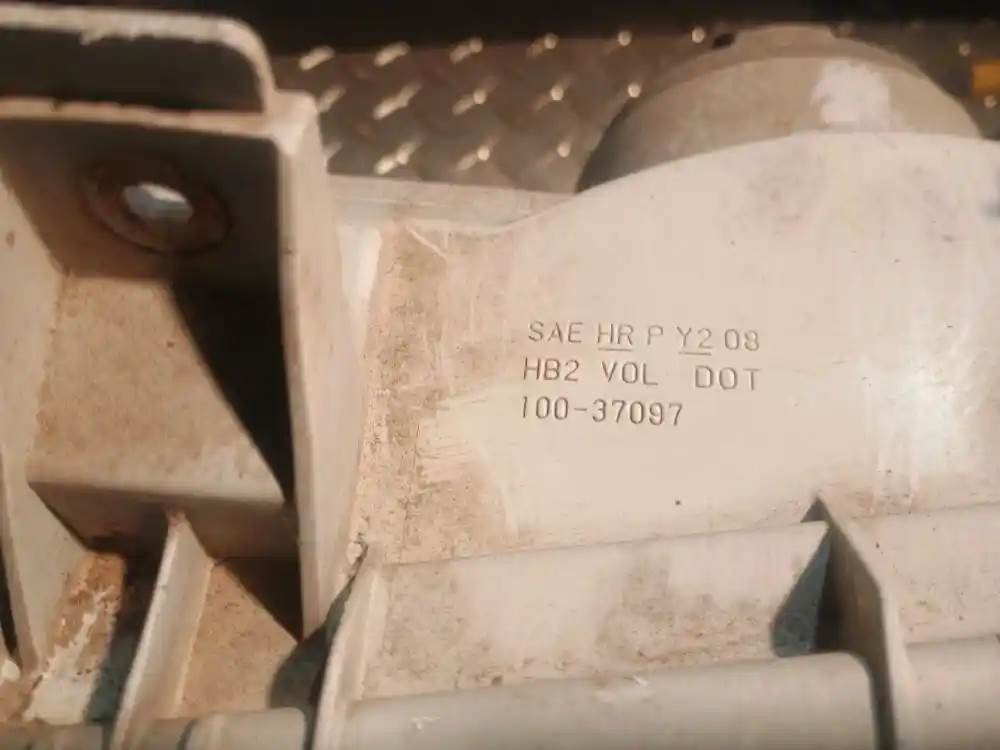 SAE HR P Y2 08
HB2 VOL DOT
100-37097